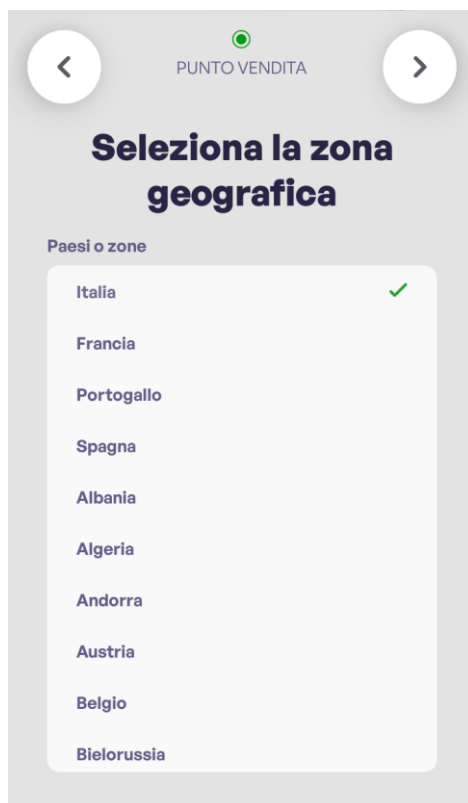 PUNTO VENDITA
Seleziona la zona
geografica
Paesi o zone
Italia
Francia
Portogallo
Spagna
Albania
Algeria
Andorra
Austria
Belgio
Bielorussia